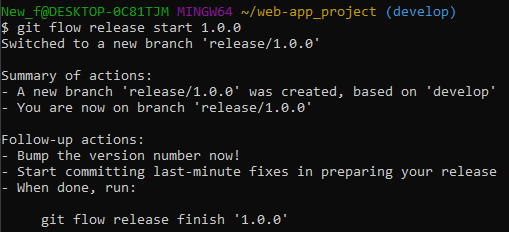 New_f@DESKTOP-0C81TJM MINGW64 ~/web-app_project (develop)
$ git flow release start 1.0.0
Switched to a new branch 'release/1.0.0'

Summary of actions:
- A new branch 'release/1.0.0' was created, based on 'develop'
- You are now on branch 'release/1.0.0'

Follow-up actions:
- Bump the version number now!
- Start committing last-minute fixes in preparing your release
- When done, run:

     git flow release finish '1.0.0'